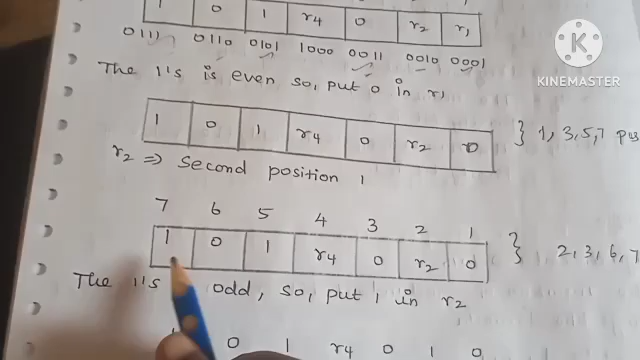 1 0 1 r4 0 r2 r1
0111 0110 0101 1000 0011 0010 0001
KINEMASTER
The 1's is even so, put 0 in r1
1 0 1 r4 0 r2 0 } 1, 3, 5, 7
r2 => Second position 1
7 6 5 4 3 2 1
1 0 1 r4 0 r2 0 } 2, 3, 6, 7
The 1's odd, so, put 1 in r2
0 1 r4 0 1 0